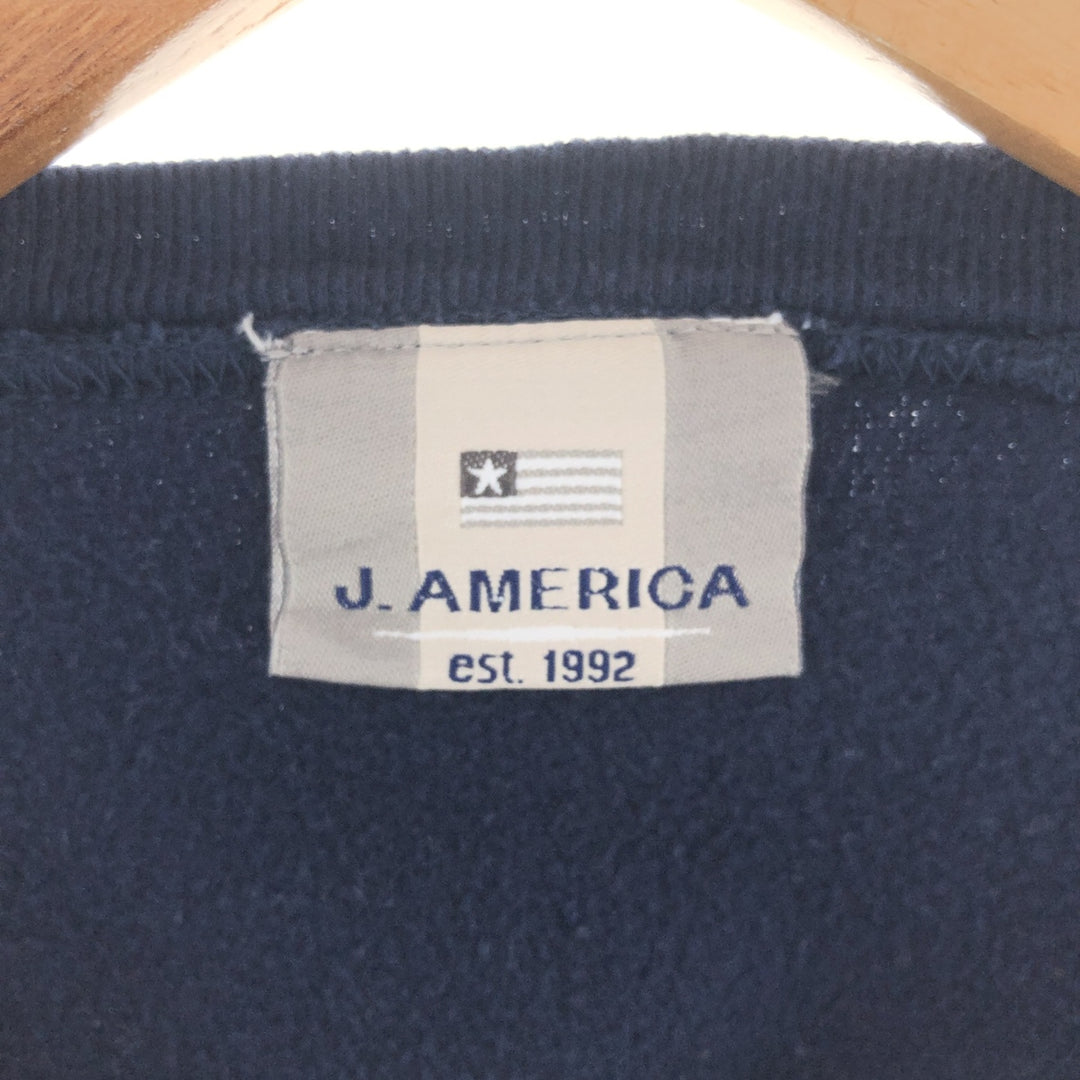 J. AMERICA
est. 1992